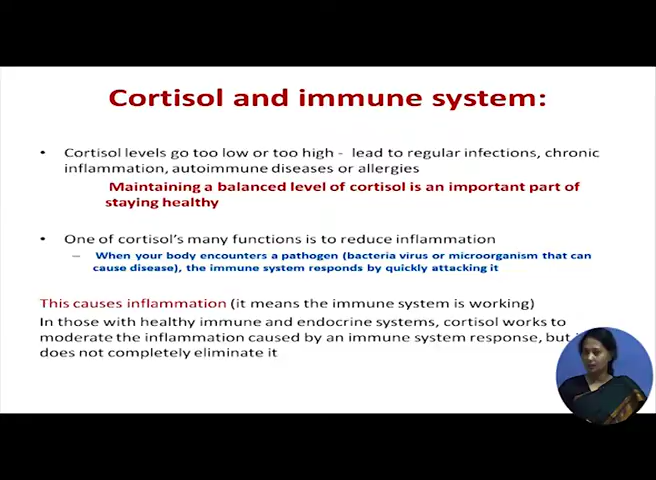 Cortisol and immune system:
• Cortisol levels go too low or too high - lead to regular infections, chronic
inflammation, autoimmune diseases or allergies
Maintaining a balanced level of cortisol is an important part of
staying healthy
• One of cortisol's many functions is to reduce inflammation
– When your body encounters a pathogen (bacteria virus or microorganism that can
cause disease), the immune system responds by quickly attacking it
This causes inflammation (it means the immune system is working)
In those with healthy immune and endocrine systems, cortisol works to
moderate the inflammation caused by an immune system response, but
does not completely eliminate it